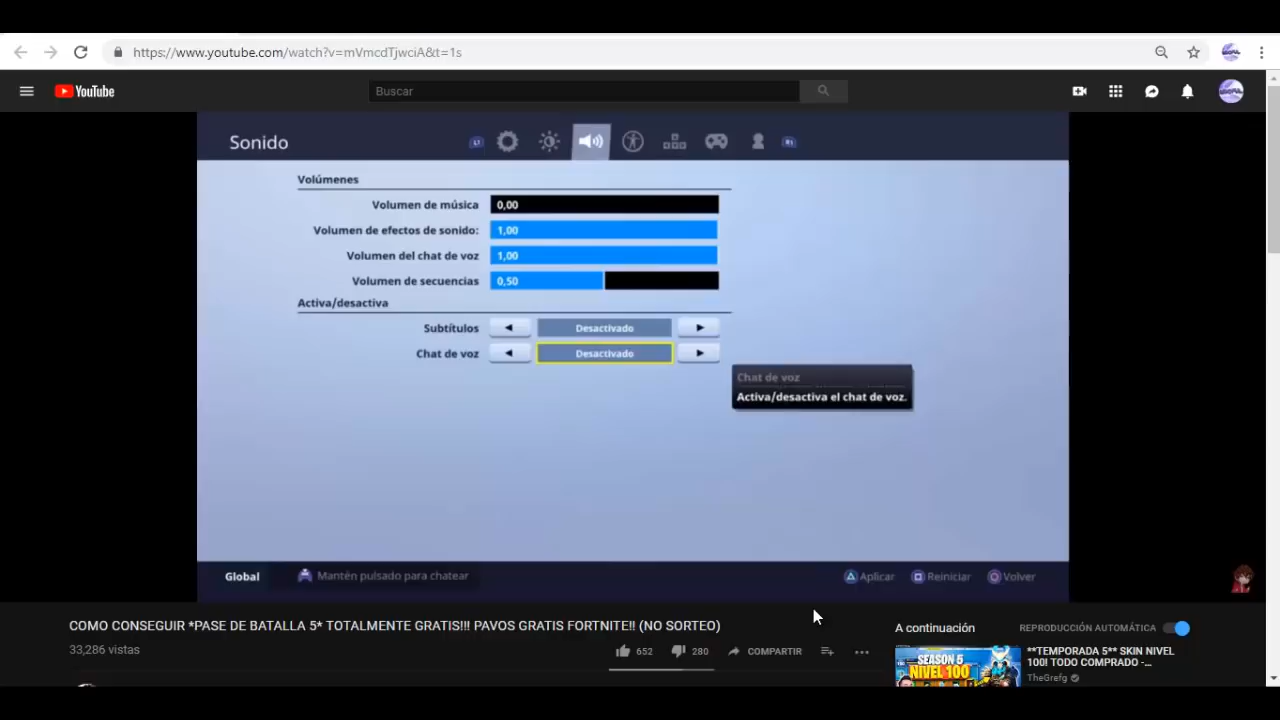 https://www.youtube.com/watch?v=mVmcdTjwciA&t=1s
YouTube
Buscar
Sonido
L1
R1
Volúmenes
Volumen de música 0,00
Volumen de efectos de sonido: 1,00
Volumen del chat de voz 1,00
Volumen de secuencias 0,50
Activa/desactiva
Subtítulos Desactivado
Chat de voz Desactivado
Chat de voz
Activa/desactiva el chat de voz.
Global Mantén pulsado para chatear Aplicar Reiniciar Volver
COMO CONSEGUIR *PASE DE BATALLA 5* TOTALMENTE GRATIS!!! PAVOS GRATIS FORTNITE!! (NO SORTEO)
33,286 vistas
652 280 COMPARTIR
A continuación REPRODUCCIÓN AUTOMÁTICA
SEASON 5
NIVEL 100
**TEMPORADA 5** SKIN NIVEL
100! TODO COMPRADO -...
TheGrefg